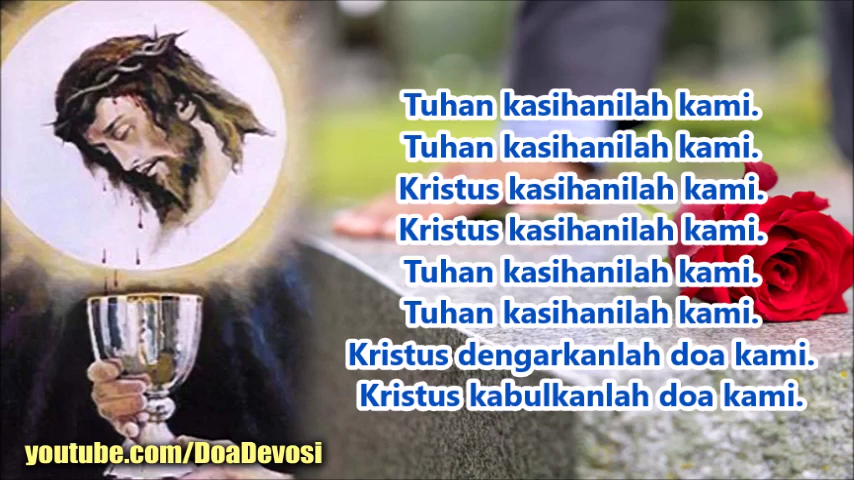 Tuhan kasihanilah kami.
Tuhan kasihanilah kami.
Kristus kasihanilah kami.
Kristus kasihanilah kami.
Tuhan kasihanilah kami.
Tuhan kasihanilah kami.
Kristus dengarkanlah doa kami.
Kristus kabulkanlah doa kami.
youtube.com/DoaDevosi